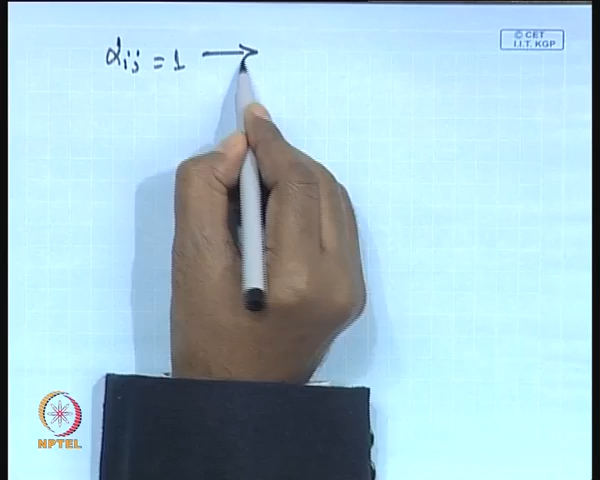 αij = 1 →
© CET
I.I.T. KGP
NPTEL